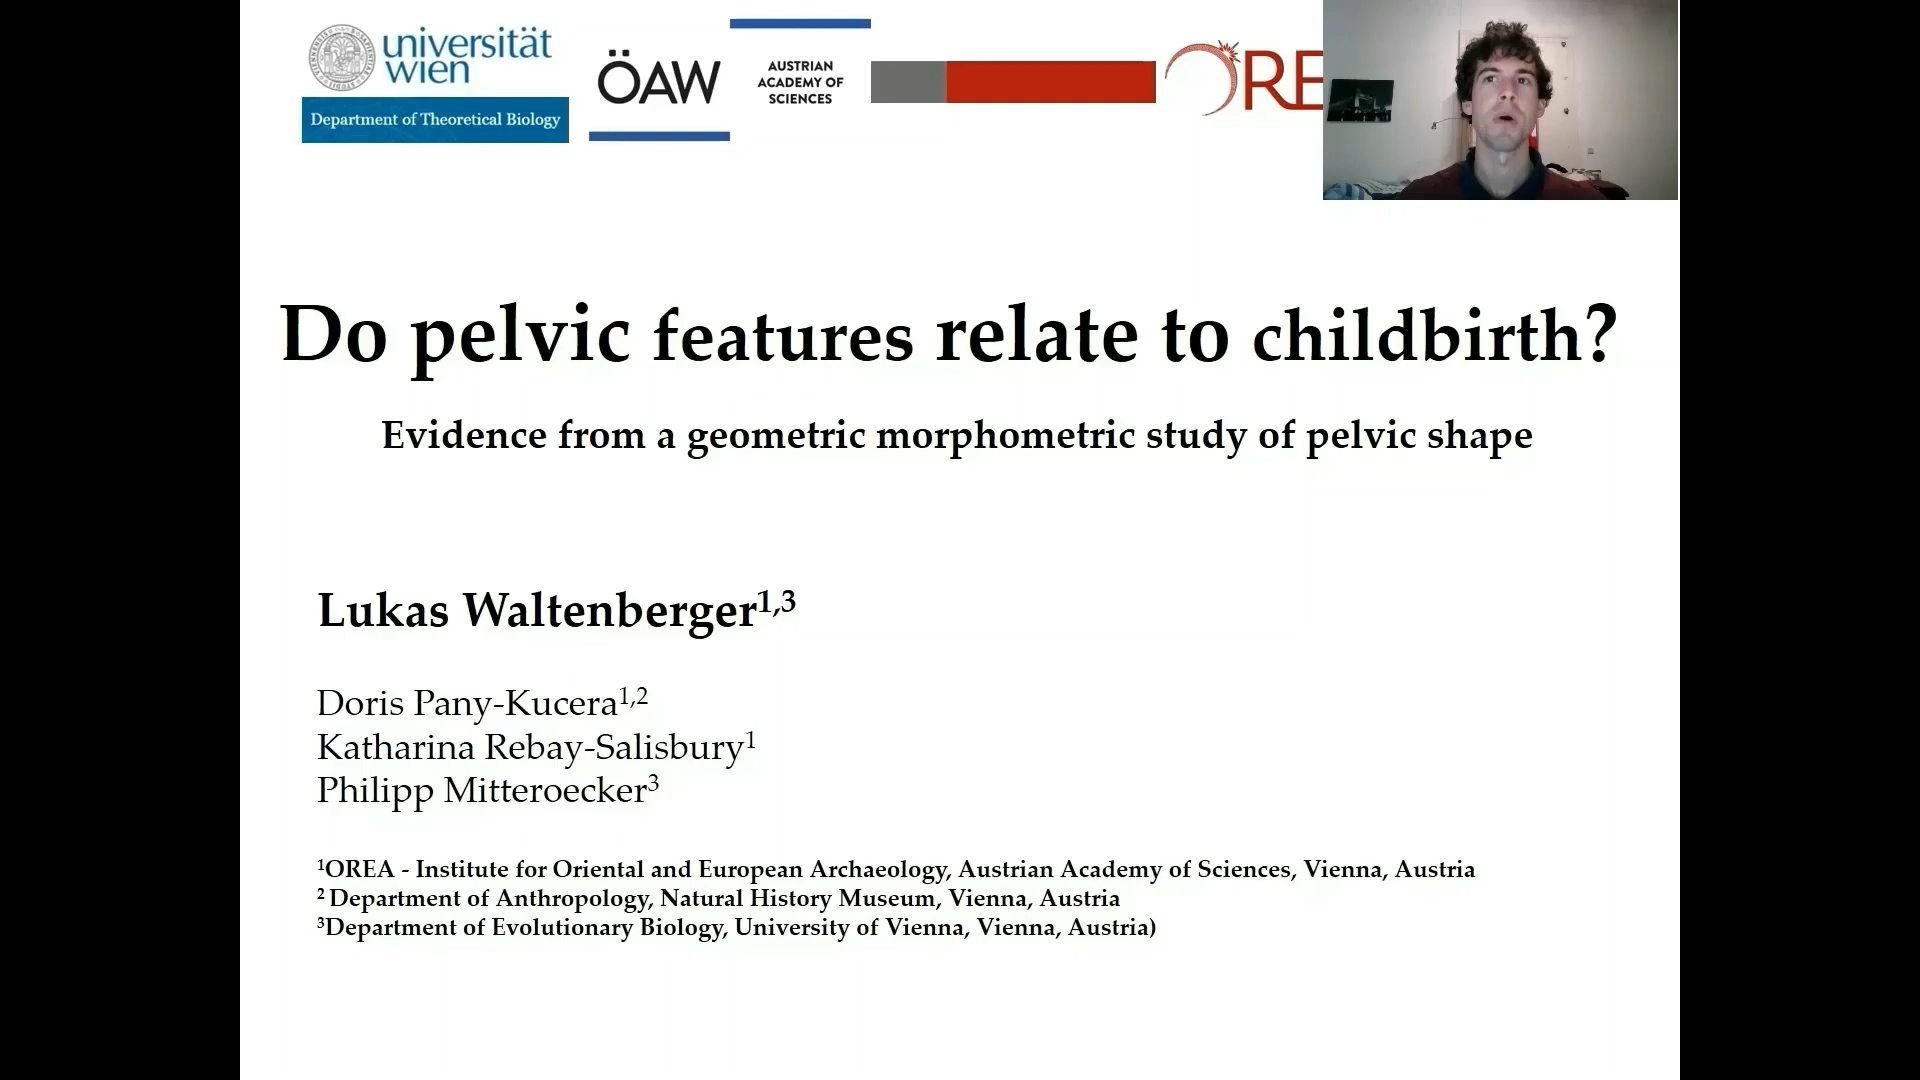 universität
wien
Department of Theoretical Biology
ÖAW
AUSTRIAN
ACADEMY OF
SCIENCES
ORE
Do pelvic features relate to childbirth?
Evidence from a geometric morphometric study of pelvic shape
Lukas Waltenberger1,3
Doris Pany-Kucera1,2
Katharina Rebay-Salisbury1
Philipp Mitteroecker3
1OREA - Institute for Oriental and European Archaeology, Austrian Academy of Sciences, Vienna, Austria
2 Department of Anthropology, Natural History Museum, Vienna, Austria
3Department of Evolutionary Biology, University of Vienna, Vienna, Austria)